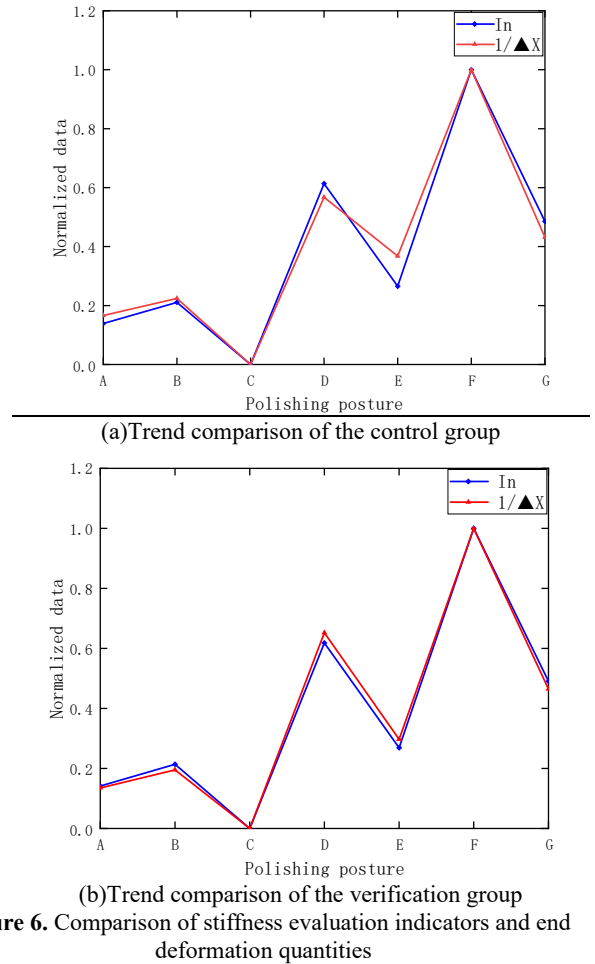 1.2
In
1/▲X
1.0
0.8
Normalized data
0.6
0.4
0.2
0.0
A B C D E F G
Polishing posture
(a)Trend comparison of the control group
1.2
In
1/▲X
1.0
0.8
Normalized data
0.6
0.4
0.2
0.0
A B C D E F G
Polishing posture
(b)Trend comparison of the verification group
ure 6. Comparison of stiffness evaluation indicators and end
deformation quantities